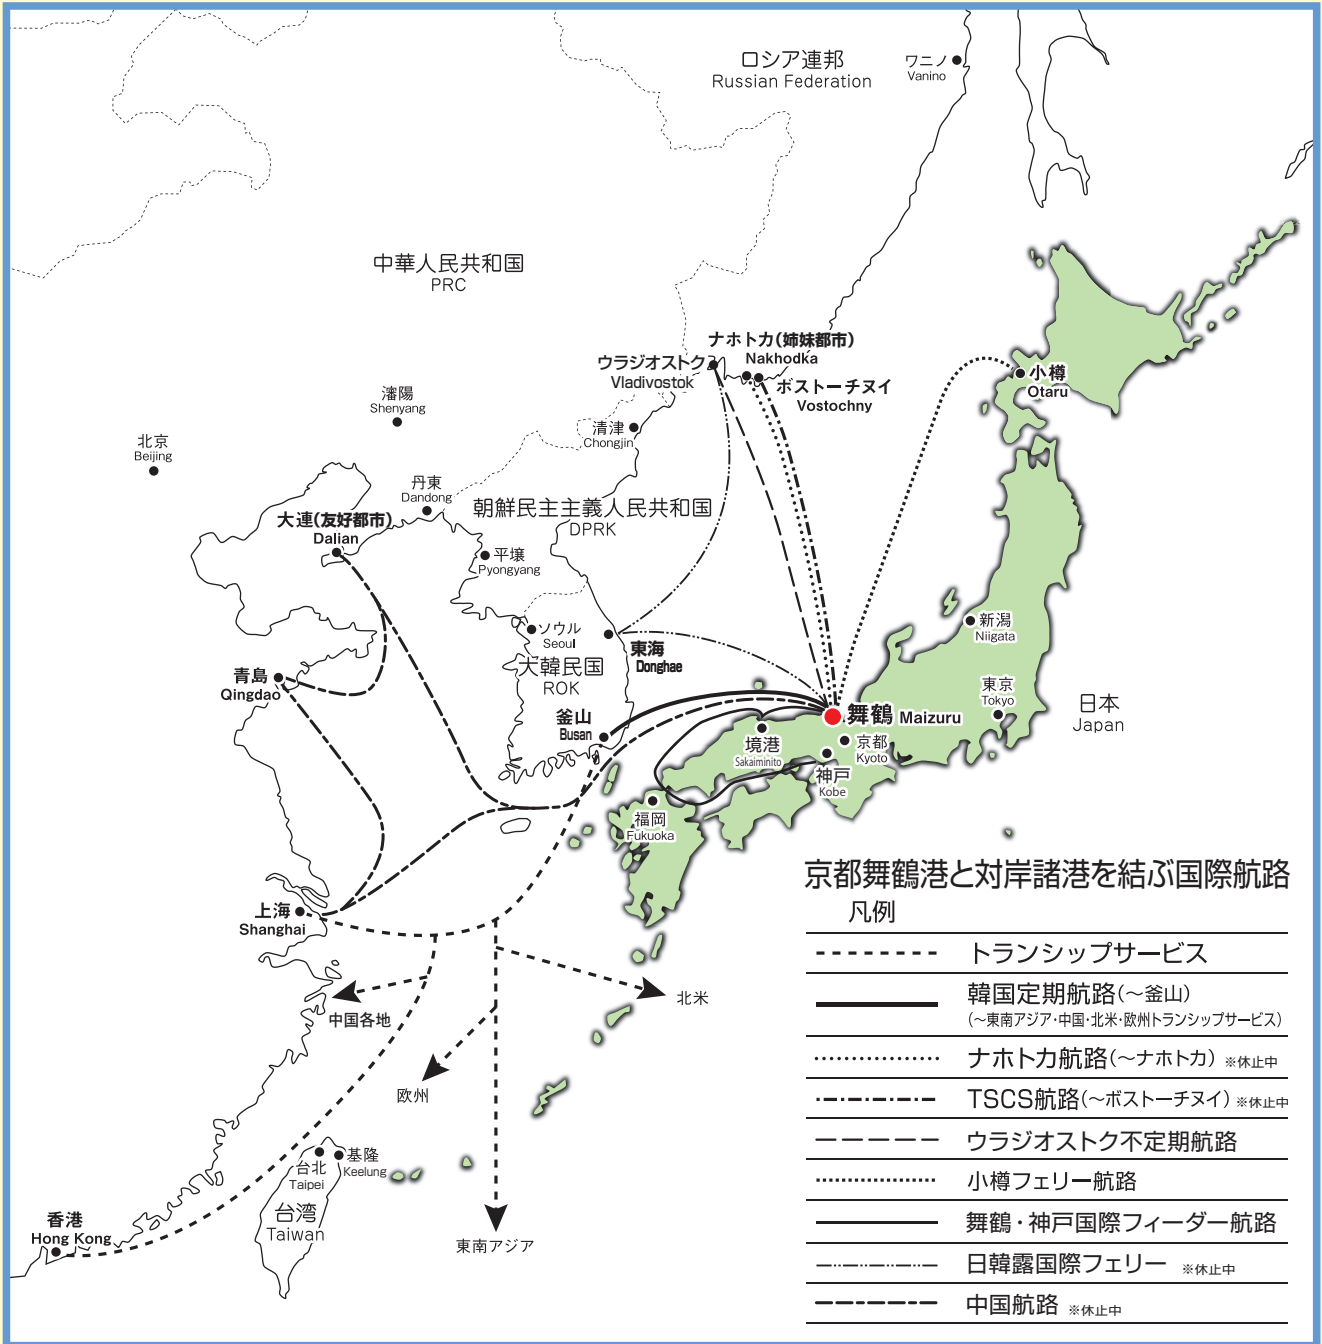 ロシア連邦
Russian Federation
ワニノ
Vanino
中華人民共和国
PRC
ナホトカ(姉妹都市)
Nakhodka
ウラジオストク
Vladivostok
ボストーチヌイ
Vostochny
小樽
Otaru
瀋陽
Shenyang
清津
Chongjin
北京
Beijing
丹東
Dandong
朝鮮民主主義人民共和国
DPRK
大連(友好都市)
Dalian
平壌
Pyongyang
ソウル
Seoul
大韓民国
ROK
東海
Donghae
新潟
Niigata
青島
Qingdao
東京
Tokyo
日本
Japan
釜山
Busan
舞鶴 Maizuru
境港
Sakaiminito
京都
Kyoto
神戸
Kobe
福岡
Fukuoka
上海
Shanghai
中国各地
北米
欧州
台北
Taipei
基隆
Keelung
台湾
Taiwan
香港
Hong Kong
東南アジア
京都舞鶴港と対岸諸港を結ぶ国際航路
凡例
トランシップサービス
韓国定期航路(～釜山)
(～東南アジア・中国・北米・欧州トランシップサービス)
ナホトカ航路(～ナホトカ) ※休止中
TSCS航路(～ボストーチヌイ) ※休止中
ウラジオストク不定期航路
小樽フェリー航路
舞鶴・神戸国際フィーダー航路
日韓露国際フェリー ※休止中
中国航路 ※休止中